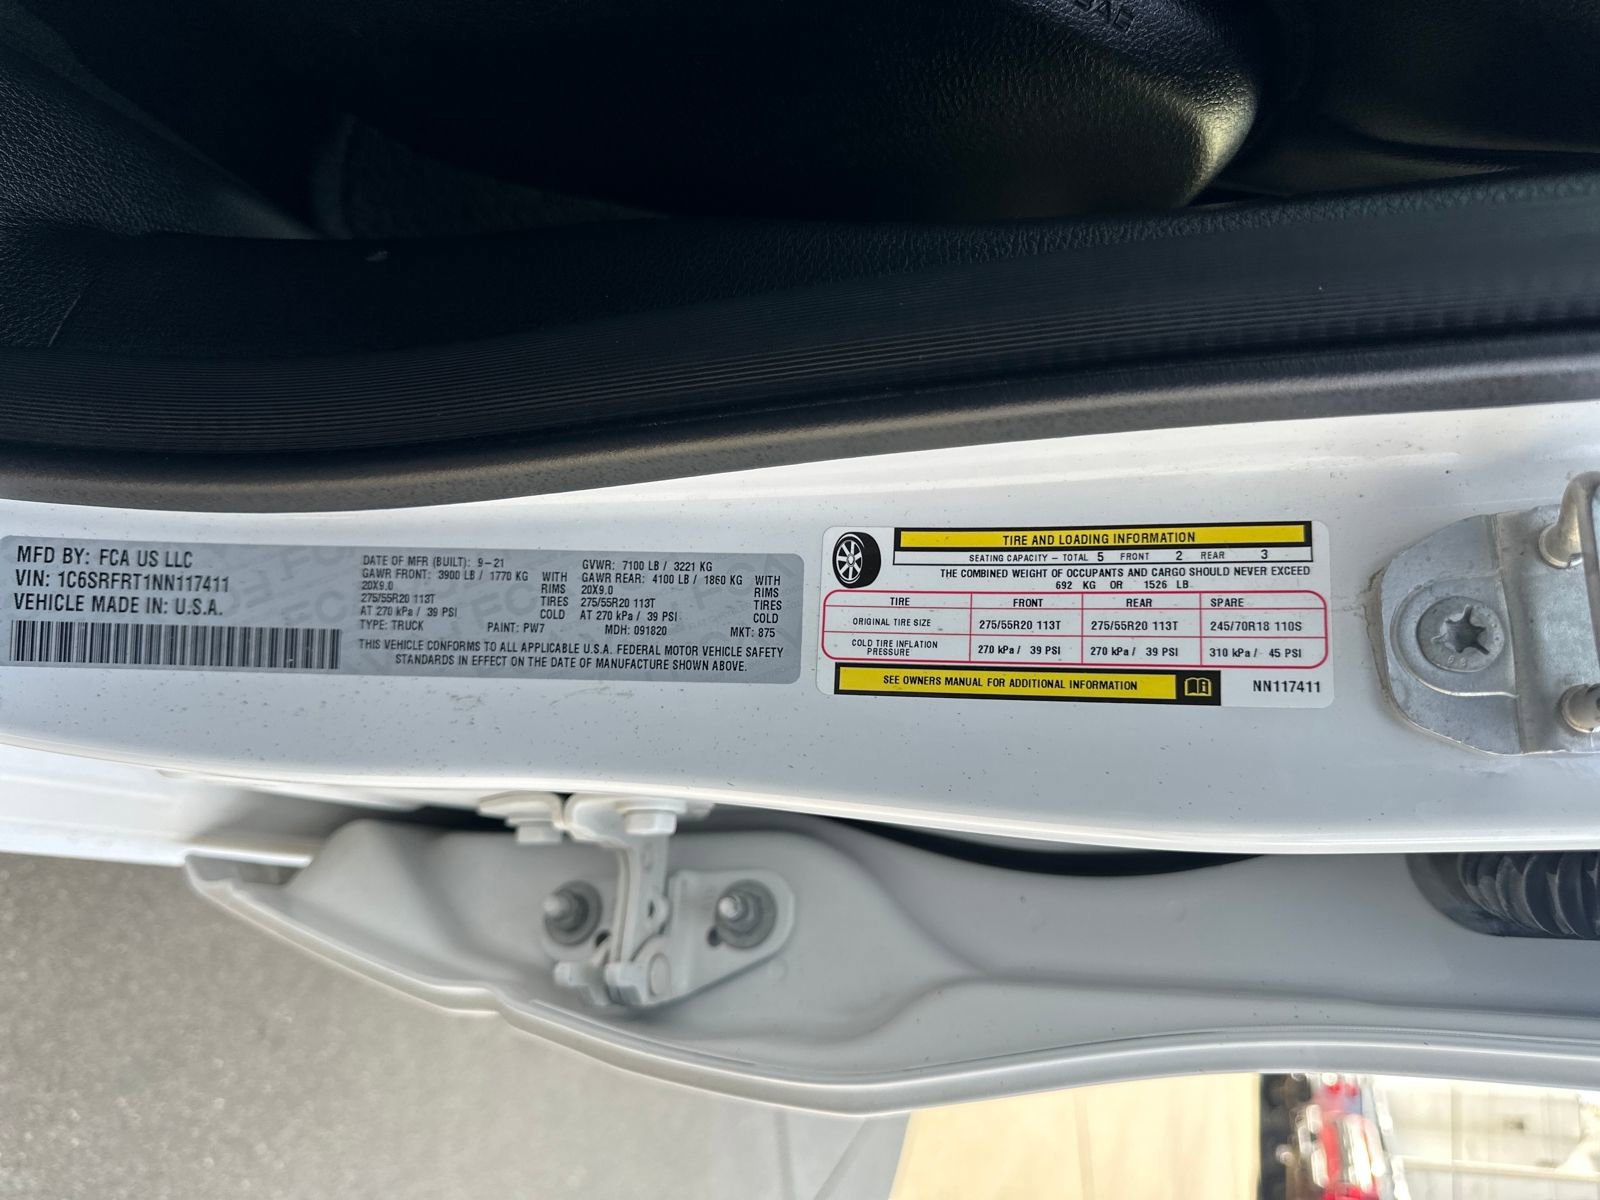 MFD BY: FCA US LLC
VIN: 1C6SRFRT1NN117411
VEHICLE MADE IN: U.S.A.
DATE OF MFR (BUILT): 9-21
GAWR FRONT: 3900 LB / 1770 KG WITH
20X9.0 RIMS
275/55R20 113T TIRES
AT 270 kPa / 39 PSI COLD
TYPE: TRUCK PAINT: PW7
GVWR: 7100 LB / 3221 KG
GAWR REAR: 4100 LB / 1860 KG WITH
20X9.0 RIMS
275/55R20 113T TIRES
AT 270 kPa / 39 PSI COLD
MDH: 091820 MKT: 875
THIS VEHICLE CONFORMS TO ALL APPLICABLE U.S.A. FEDERAL MOTOR VEHICLE SAFETY
STANDARDS IN EFFECT ON THE DATE OF MANUFACTURE SHOWN ABOVE.
TIRE AND LOADING INFORMATION
SEATING CAPACITY - TOTAL 5 FRONT 2 REAR 3
THE COMBINED WEIGHT OF OCCUPANTS AND CARGO SHOULD NEVER EXCEED
692 KG OR 1526 LB
TIRE FRONT REAR SPARE
ORIGINAL TIRE SIZE 275/55R20 113T 275/55R20 113T 245/70R18 110S
COLD TIRE INFLATION
PRESSURE 270 kPa / 39 PSI 270 kPa / 39 PSI 310 kPa / 45 PSI
SEE OWNERS MANUAL FOR ADDITIONAL INFORMATION
NN117411